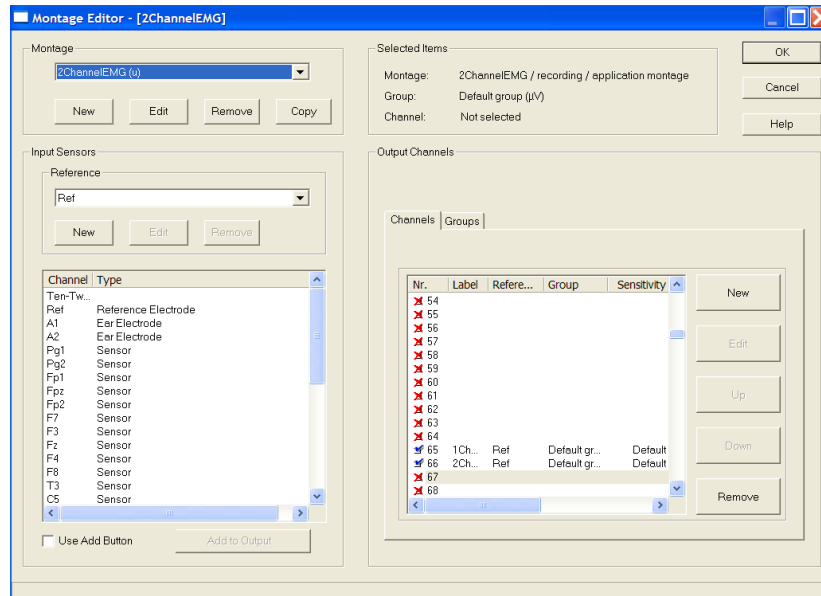 Montage Editor - [2ChannelEMG]
Montage
2ChannelEMG (u)
New Edit Remove Copy
Selected Items
Montage: 2ChannelEMG / recording / application montage
Group: Default group (µV)
Channel: Not selected
OK
Cancel
Help
Input Sensors
Reference
Ref
New Edit Remove
Channel Type
Ten-Tw...
Ref Reference Electrode
A1 Ear Electrode
A2 Ear Electrode
Pg1 Sensor
Pg2 Sensor
Fp1 Sensor
Fpz Sensor
Fp2 Sensor
F7 Sensor
F3 Sensor
Fz Sensor
F4 Sensor
F8 Sensor
T3 Sensor
C5 Sensor
Use Add Button Add to Output
Output Channels
Channels Groups
Nr. Label Refere... Group Sensitivity
54
55
56
57
58
59
60
61
62
63
64
65 1Ch... Ref Default gr... Default
66 2Ch... Ref Default gr... Default
67
68
New
Edit
Up
Down
Remove